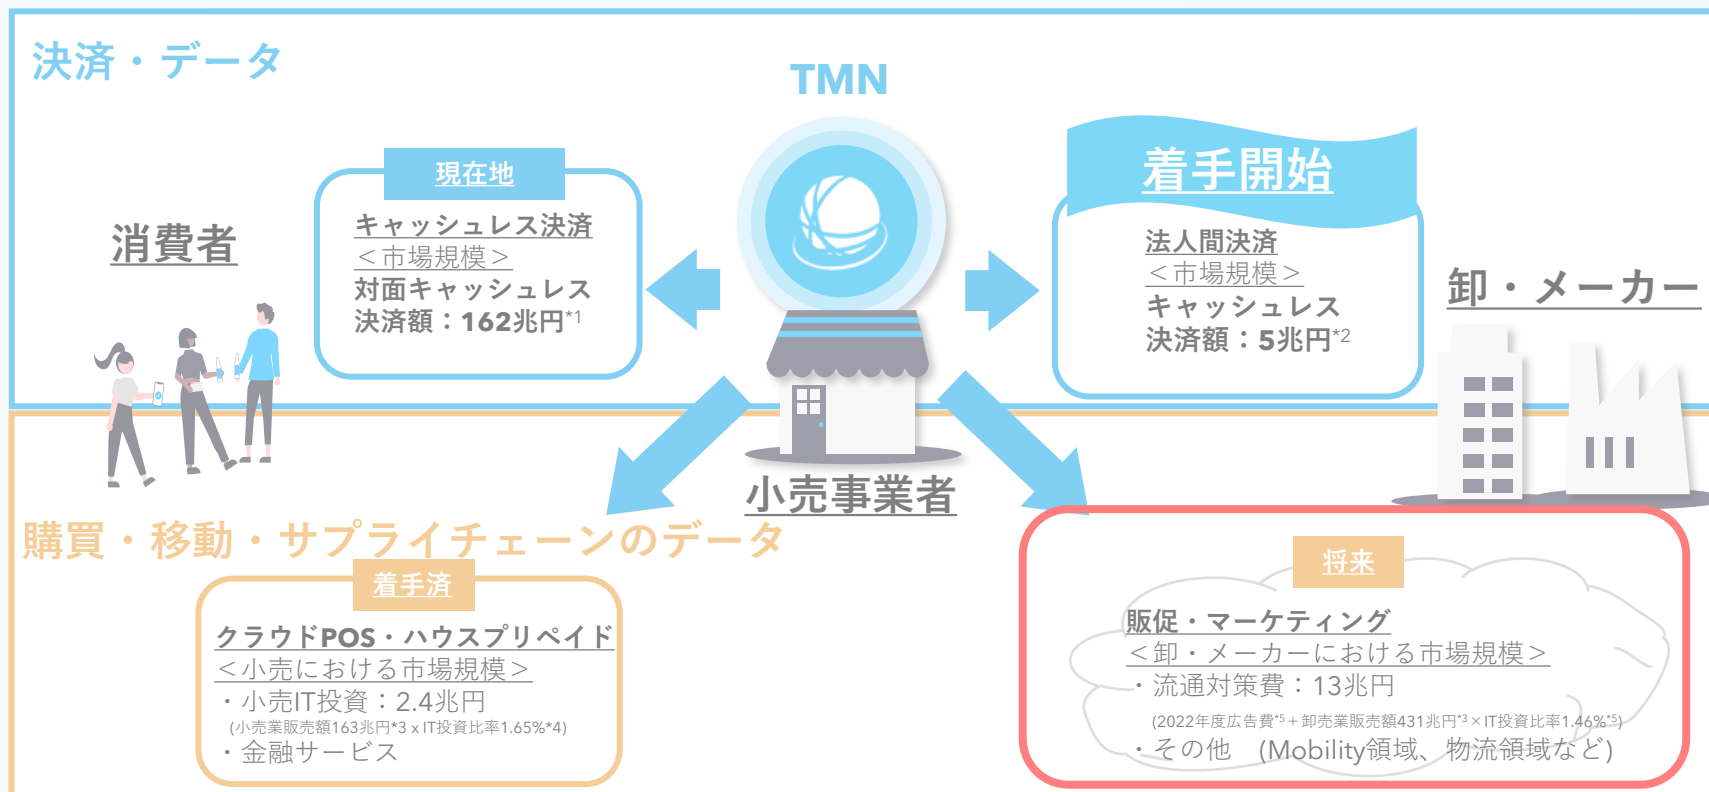 決済・データ
TMN
現在地
キャッシュレス決済
＜市場規模＞
対面キャッシュレス
決済額：162兆円*1
消費者
着手開始
法人間決済
＜市場規模＞
キャッシュレス
決済額：5兆円*2
卸・メーカー
小売事業者
購買・移動・サプライチェーンのデータ
着手済
クラウドPOS・ハウスプリペイド
＜小売における市場規模＞
・小売IT投資：2.4兆円
(小売業販売額163兆円*3 x IT投資比率1.65%*4)
・金融サービス
将来
販促・マーケティング
＜卸・メーカーにおける市場規模＞
・流通対策費：13兆円
(2022年度広告費*5＋卸売業販売額431兆円*3×IT投資比率1.46%*5)
・その他　(Mobility領域、物流領域など)